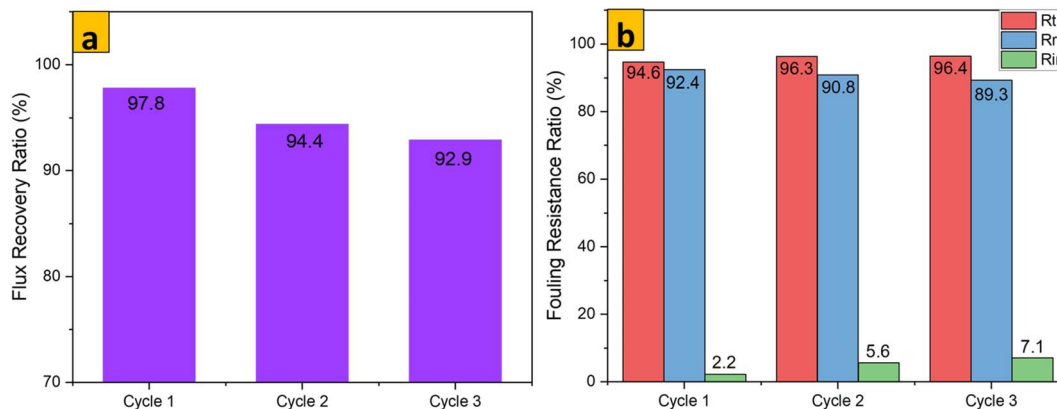 a
Flux Recovery Ratio (%)
100
90
80
70
97.8
94.4
92.9
Cycle 1 Cycle 2 Cycle 3
b
Fouling Resistance Ratio (%)
100
80
60
40
20
0
Rt
Rr
Rir
94.6 92.4 2.2
96.3 90.8 5.6
96.4 89.3 7.1
Cycle 1 Cycle 2 Cycle 3